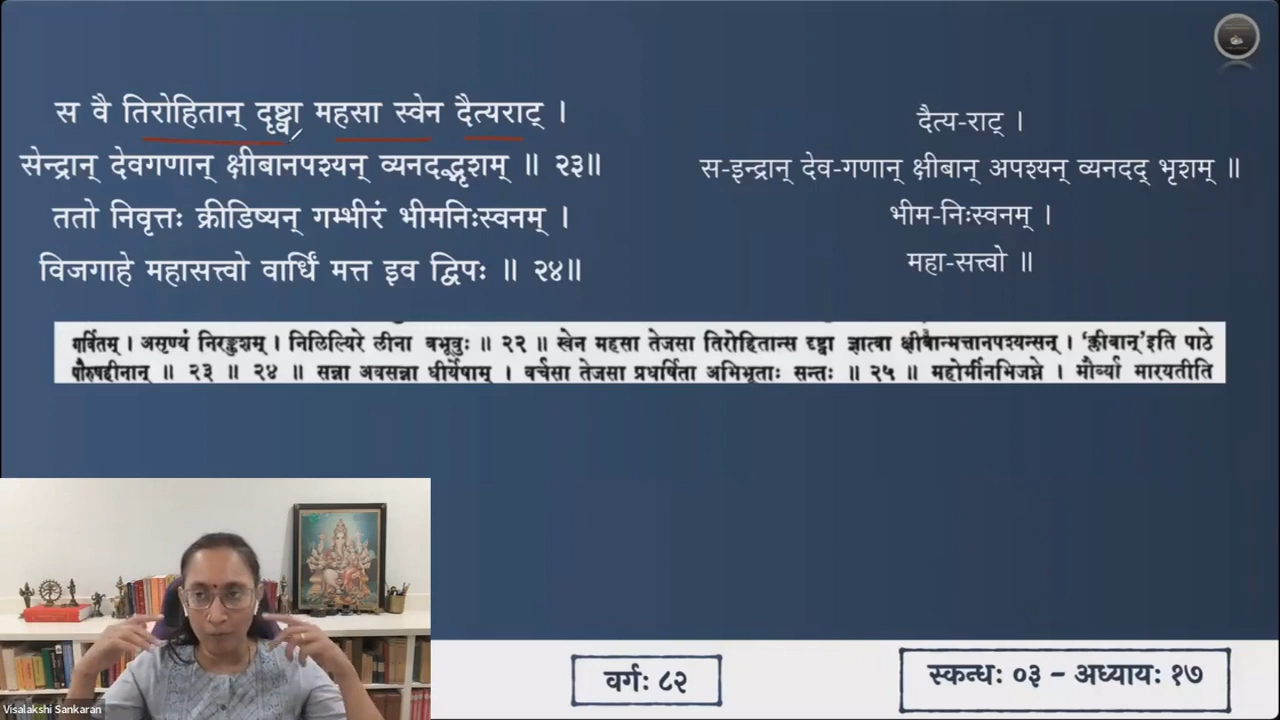 स वै तिरोहितान् दृष्ट्वा महसा स्वेन दैत्यराट् ।
सेन्द्रान् देवगणान् क्षीबानपश्यन् व्यनदद्भृशम् ॥ २३॥
ततो निवृत्तः क्रीडिष्यन् गम्भीरं भीमनिःस्वनम् ।
विजगाहे महासत्त्वो वार्धिं मत्त इव द्विपः ॥ २४॥
दैत्य-राट् ।
स-इन्द्रान् देव-गणान् क्षीबान् अपश्यन् व्यनदद् भृशम् ॥
भीम-निःस्वनम् ।
महा-सत्त्वो ॥
गर्वितम् । असृण्यं निरङ्कुशम् । निलिल्यिरे लीना बभूवुः ॥ २२ ॥ स्वेन महसा तेजसा तिरोहितान्स दृष्ट्वा ज्ञात्वा क्षीबान्मत्तानपश्यन्सन् । 'क्लीबान्' इति पाठे
पौरुषहीनान् ॥ २३ ॥ २४ ॥ सन्ना अवसन्ना धीर्येषाम् । वर्चसा तेजसा प्रधर्षिता अभिभूताः सन्तः ॥ २५ ॥ महोर्मीनभिजघ्ने । मौर्व्या मारयतीति
Visalakshi Sankaran
वर्गः ८२
स्कन्धः ०३ – अध्यायः १७